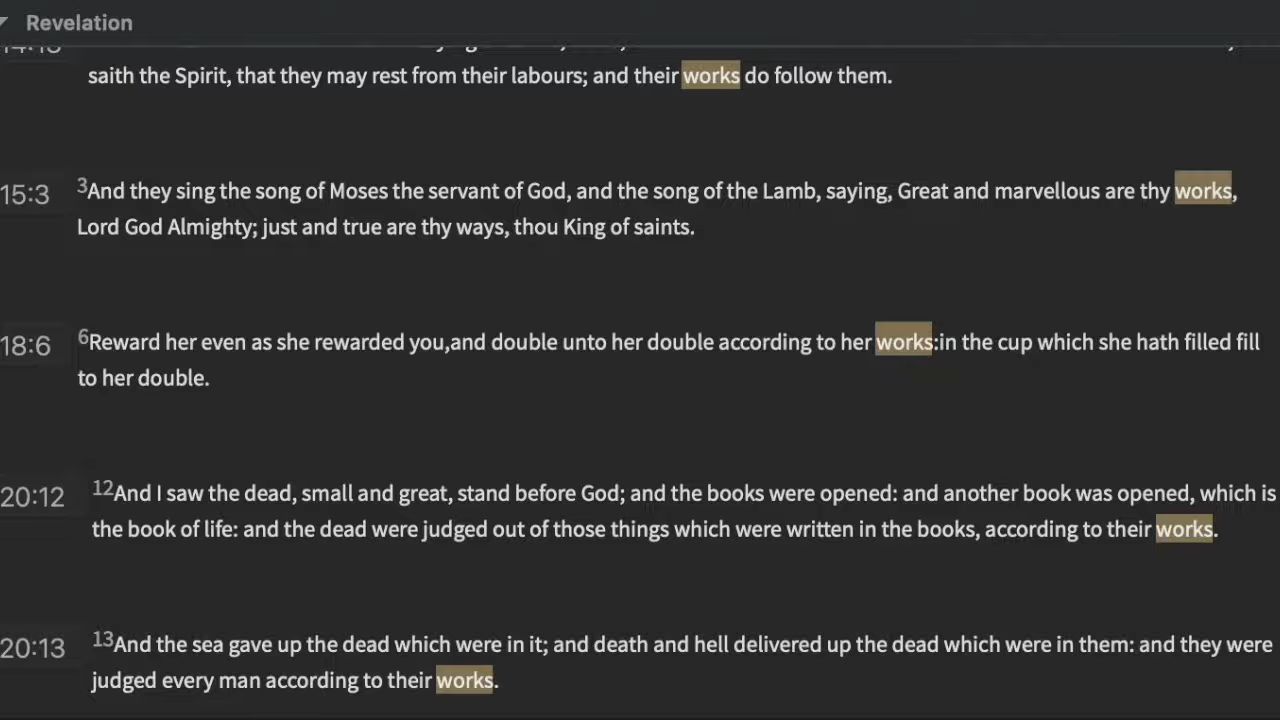 Revelation
saith the Spirit, that they may rest from their labours; and their works do follow them.
15:3 3And they sing the song of Moses the servant of God, and the song of the Lamb, saying, Great and marvellous are thy works,
Lord God Almighty; just and true are thy ways, thou King of saints.
18:6 6Reward her even as she rewarded you,and double unto her double according to her works:in the cup which she hath filled fill
to her double.
20:12 12And I saw the dead, small and great, stand before God; and the books were opened: and another book was opened, which is
the book of life: and the dead were judged out of those things which were written in the books, according to their works.
20:13 13And the sea gave up the dead which were in it; and death and hell delivered up the dead which were in them: and they were
judged every man according to their works.